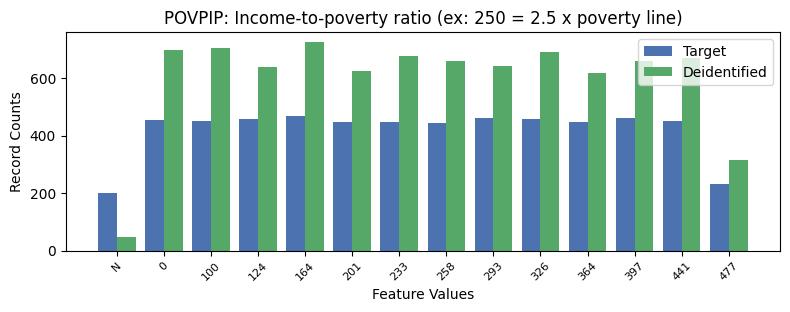 POVPIP: Income-to-poverty ratio (ex: 250 = 2.5 x poverty line)
Target
Deidentified
Record Counts
600
400
200
0
N 0 100 124 164 201 233 258 293 326 364 397 441 477
Feature Values